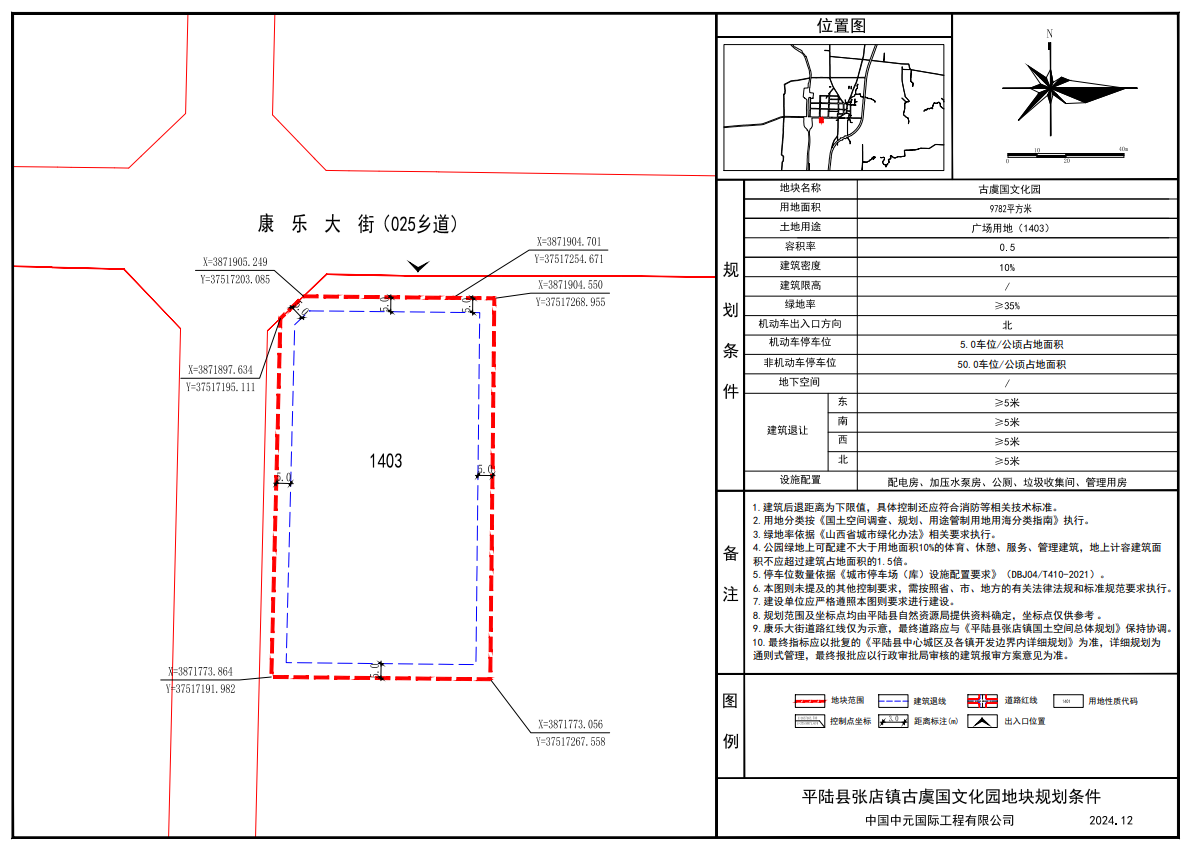 康 乐 大 街（025乡道）
X=3871904.701
Y=37517254.671
X=3871905.249
Y=37517203.085
X=3871904.550
Y=37517268.955
5.0
5.0
5.0
X=3871897.634
Y=37517195.111
1403
5.0
5.0
5.0
X=3871773.864
Y=37517191.982
X=3871773.056
Y=37517267.558
位置图
N
0
10
20
40m
规划条件
地块名称 古虞国文化园
用地面积 9782平方米
土地用途 广场用地（1403）
容积率 0.5
建筑密度 10%
建筑限高 /
绿地率 ≥35%
机动车出入口方向 北
机动车停车位 5.0车位/公顷占地面积
非机动车停车位 50.0车位/公顷占地面积
地下空间 /
建筑退让
东 ≥5米
南 ≥5米
西 ≥5米
北 ≥5米
设施配置 配电房、加压水泵房、公厕、垃圾收集间、管理用房
备注
1.建筑后退距离为下限值，具体控制还应符合消防等相关技术标准。
2.用地分类按《国土空间调查、规划、用途管制用地用海分类指南》执行。
3.绿地率依据《山西省城市绿化办法》相关要求执行。
4.公园绿地上可配建不大于用地面积10%的体育、休憩、服务、管理建筑，地上计容建筑面
积不应超过建筑占地面积的1.5倍。
5.停车位数量依据《城市停车场（库）设施配置要求》（DBJ04/T410-2021）。
6.本图则未提及的其他控制要求，需按照省、市、地方的有关法律法规和标准规范要求执行。
7.建设单位应严格遵照本图则要求进行建设。
8.规划范围及坐标点均由平陆县自然资源局提供资料确定，坐标点仅供参考。
9.康乐大街道路红线仅为示意，最终道路应与《平陆县张店镇国土空间总体规划》保持协调。
10.最终指标应以批复的《平陆县中心城区及各镇开发边界内详细规划》为准，详细规划为
通则式管理，最终报批应以行政审批局审核的建筑报审方案意见为准。
图例
地块范围 建筑退线 道路红线 1401 用地性质代码
控制点坐标 距离标注(m) 出入口位置
平陆县张店镇古虞国文化园地块规划条件
中国中元国际工程有限公司 2024.12